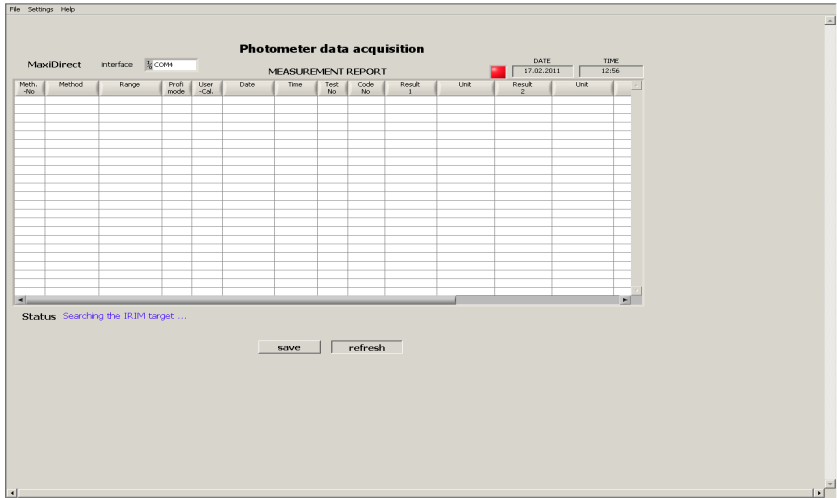 File Settings Help
Photometer data acquisition
MaxiDirect interface COM4
MEASUREMENT REPORT
DATE TIME
17.02.2011 12:56
Meth. -No Method Range Profi mode User -Cal. Date Time Test No Code No Result 1 Unit Result 2 Unit
Status Searching the IRIM target ...
save refresh